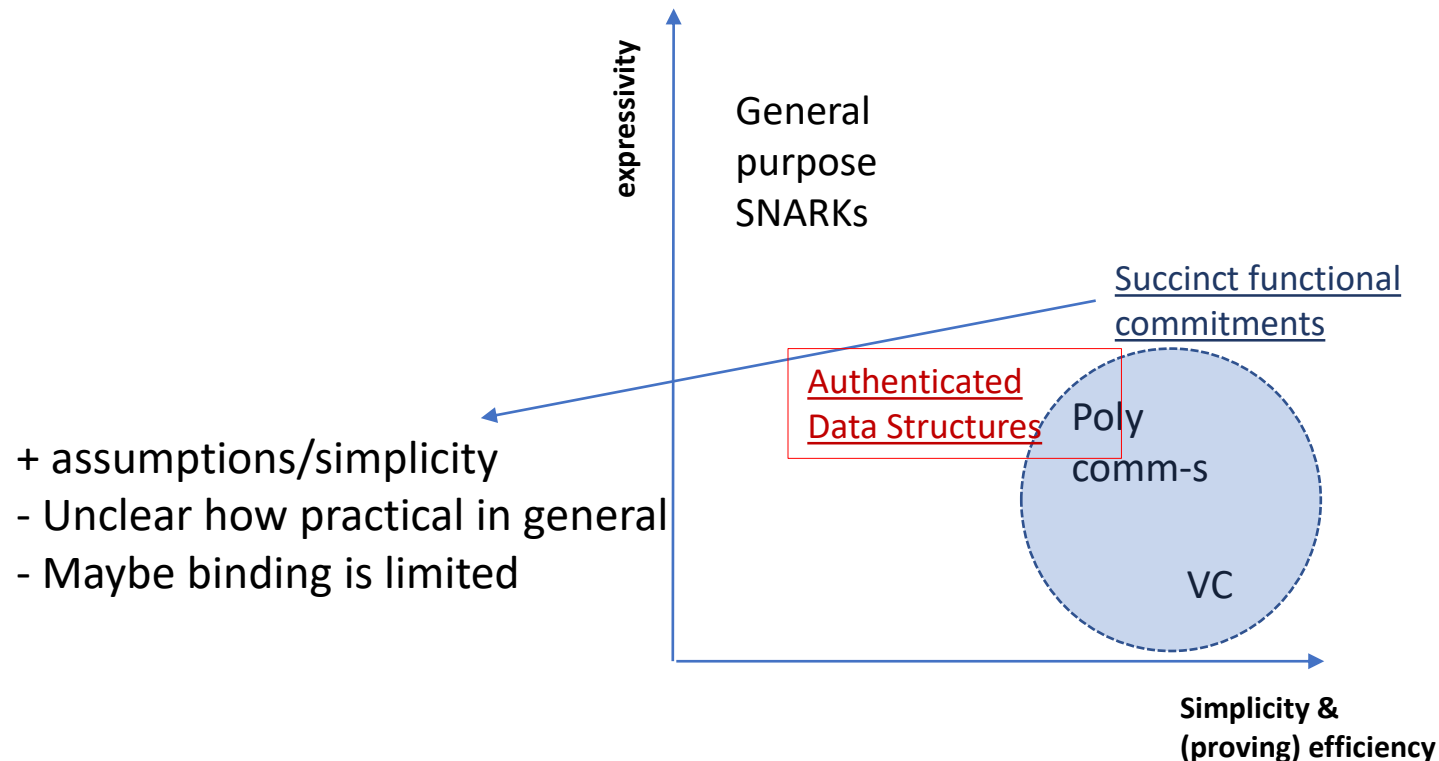 expressivity
General
purpose
SNARKs
Succinct functional
commitments
Authenticated
Data Structures
Poly
comm-s
VC
+ assumptions/simplicity
- Unclear how practical in general
- Maybe binding is limited
Simplicity &
(proving) efficiency